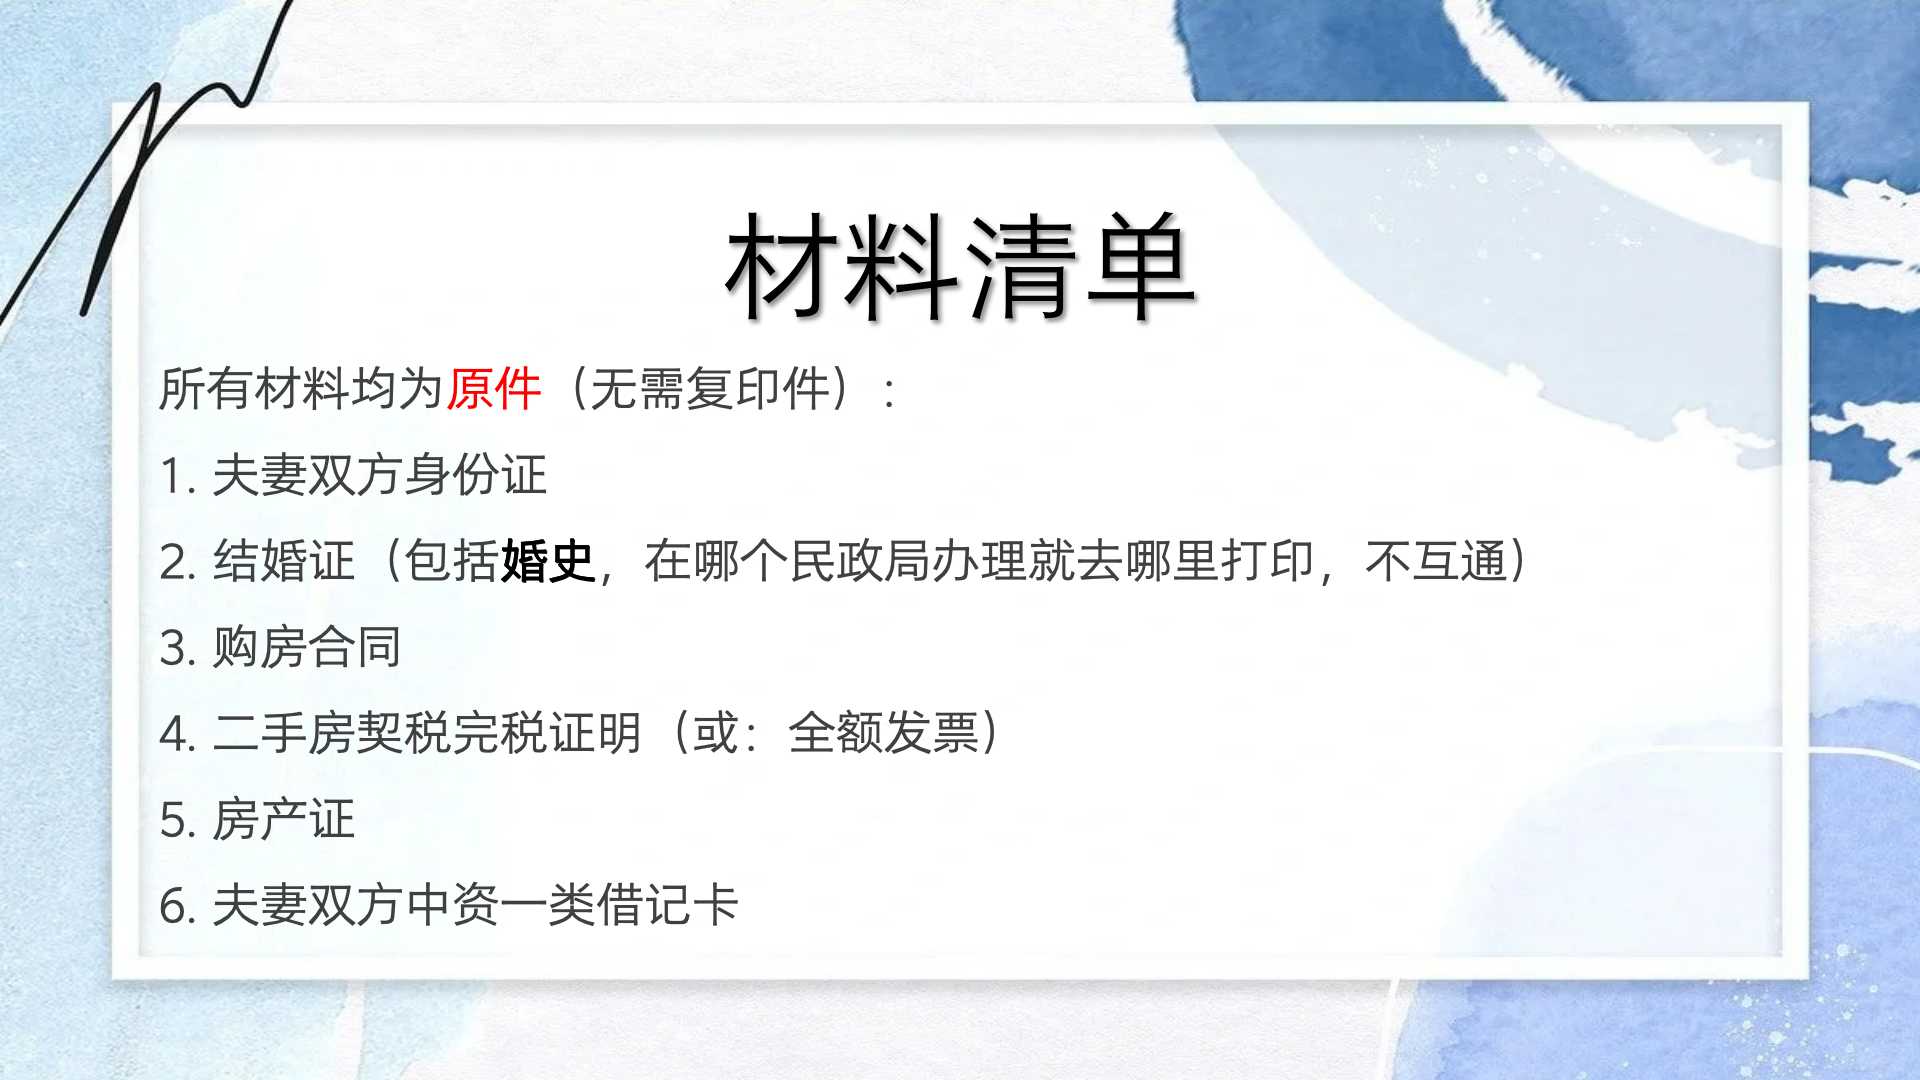 材料清单
所有材料均为原件（无需复印件）:
1. 夫妻双方身份证
2. 结婚证（包括婚史，在哪个民政局办理就去哪里打印，不互通）
3. 购房合同
4. 二手房契税完税证明（或：全额发票）
5. 房产证
6. 夫妻双方中资一类借记卡